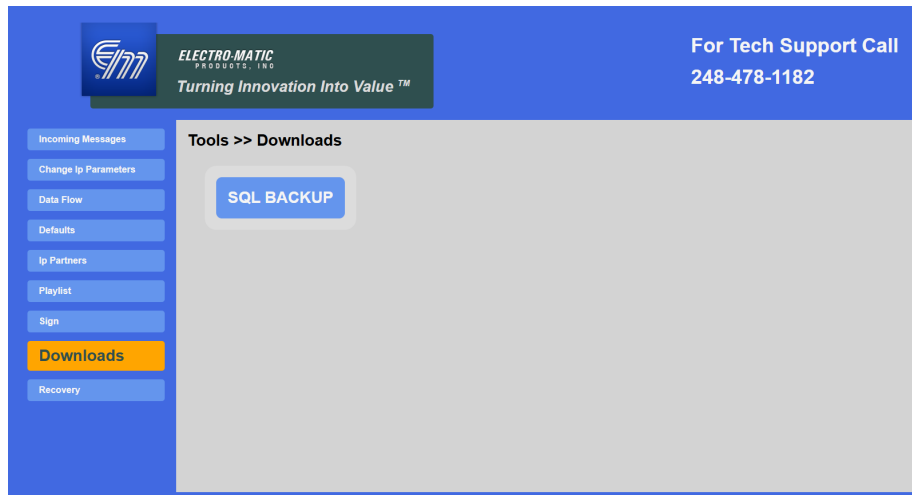 Em
ELECTRO-MATIC
PRODUCTS, INC
Turning Innovation Into Value ™
For Tech Support Call
248-478-1182
Incoming Messages
Change Ip Parameters
Data Flow
Defaults
Ip Partners
Playlist
Sign
Downloads
Recovery
Tools >> Downloads
SQL BACKUP